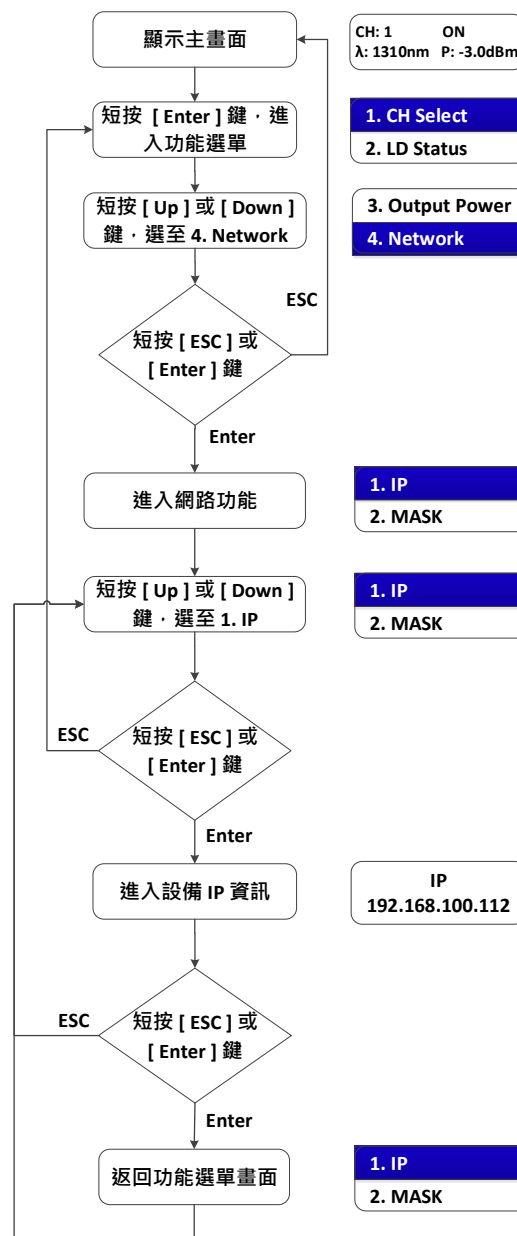 顯示主畫面
CH: 1 ON
λ: 1310nm P: -3.0dBm
短按 [ Enter ] 鍵，進
入功能選單
1. CH Select
2. LD Status
短按 [ Up ] 或 [ Down ]
鍵，選至 4. Network
3. Output Power
4. Network
ESC
短按 [ ESC ] 或
[ Enter ] 鍵
Enter
進入網路功能
1. IP
2. MASK
短按 [ Up ] 或 [ Down ]
鍵，選至 1. IP
1. IP
2. MASK
ESC
短按 [ ESC ] 或
[ Enter ] 鍵
Enter
進入設備 IP 資訊
IP
192.168.100.112
ESC
短按 [ ESC ] 或
[ Enter ] 鍵
Enter
返回功能選單畫面
1. IP
2. MASK